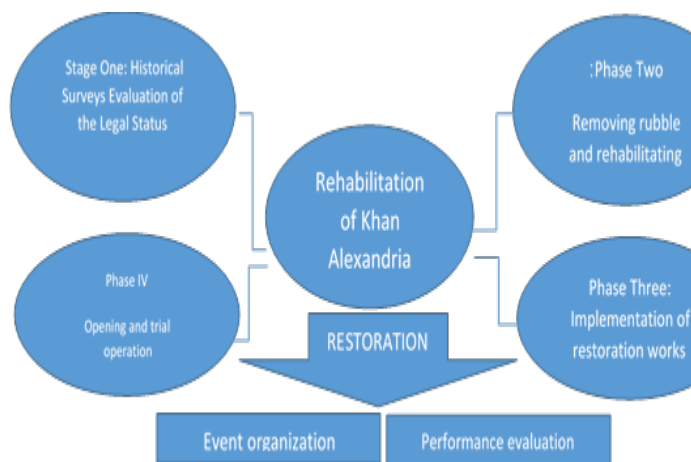 Stage One: Historical
Surveys Evaluation of
the Legal Status
:Phase Two
Removing rubble
and rehabilitating
Rehabilitation
of Khan
Alexandria
Phase IV
Opening and trial
operation
Phase Three:
Implementation of
restoration works
RESTORATION
Event organization
Performance evaluation